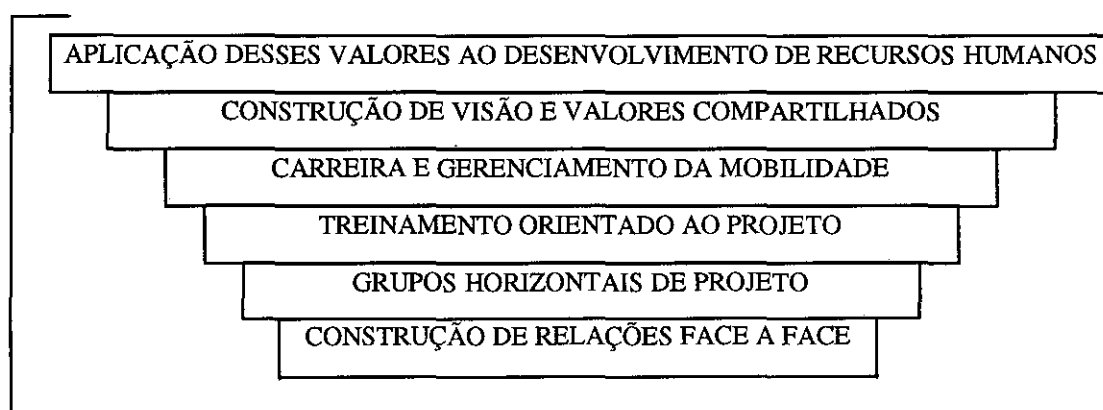 APLICAÇÃO DESSES VALORES AO DESENVOLVIMENTO DE RECURSOS HUMANOS
CONSTRUÇÃO DE VISÃO E VALORES COMPARTILHADOS
CARREIRA E GERENCIAMENTO DA MOBILIDADE
TREINAMENTO ORIENTADO AO PROJETO
GRUPOS HORIZONTAIS DE PROJETO
CONSTRUÇÃO DE RELAÇÕES FACE A FACE